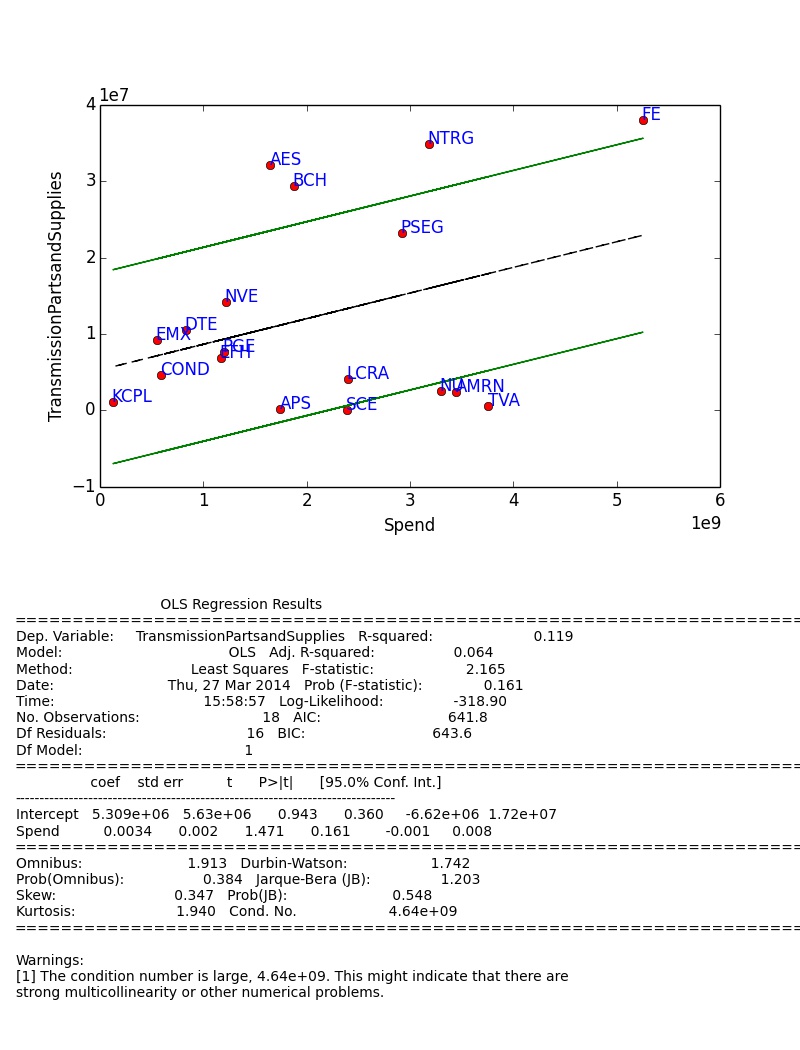 1e7
4
3
2
1
0
−1
TransmissionPartsandSupplies
FE
NTRG
AES
BCH
PSEG
NVE
DTE
EMX
PGE
COND
LCRA
AMRN
KCPL
APS
SCE
TVA
0 1 2 3 4 5 6
Spend
1e9
OLS Regression Results
==============================================================================
Dep. Variable: TransmissionPartsandSupplies R-squared: 0.119
Model: OLS Adj. R-squared: 0.064
Method: Least Squares F-statistic: 2.165
Date: Thu, 27 Mar 2014 Prob (F-statistic): 0.161
Time: 15:58:57 Log-Likelihood: -318.90
No. Observations: 18 AIC: 641.8
Df Residuals: 16 BIC: 643.6
Df Model: 1
==============================================================================
coef std err t P>|t| [95.0% Conf. Int.]
------------------------------------------------------------------------------
Intercept 5.309e+06 5.63e+06 0.943 0.360 -6.62e+06 1.72e+07
Spend 0.0034 0.002 1.471 0.161 -0.001 0.008
==============================================================================
Omnibus: 1.913 Durbin-Watson: 1.742
Prob(Omnibus): 0.384 Jarque-Bera (JB): 1.203
Skew: 0.347 Prob(JB): 0.548
Kurtosis: 1.940 Cond. No. 4.64e+09
==============================================================================
Warnings:
[1] The condition number is large, 4.64e+09. This might indicate that there are
strong multicollinearity or other numerical problems.